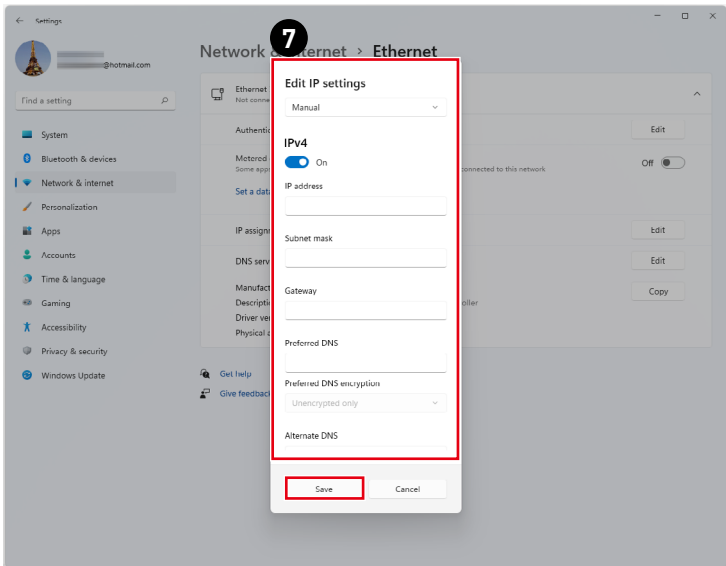 Settings
7
@hotmail.com
Find a setting
System
Bluetooth & devices
Network & internet
Personalization
Apps
Accounts
Time & language
Gaming
Accessibility
Privacy & security
Windows Update
Network & internet > Ethernet
Ethernet
Not conne
Authentic
Edit
Metered
Some app
connected to this network
Off
Set a data
IP assign
Edit
DNS serv
Edit
Manufact
Copy
Descripti
oller
Driver ve
Physical a
Get help
Give feedback
Edit IP settings
Manual
IPv4
On
IP address
Subnet mask
Gateway
Preferred DNS
Preferred DNS encryption
Unencrypted only
Alternate DNS
Save
Cancel